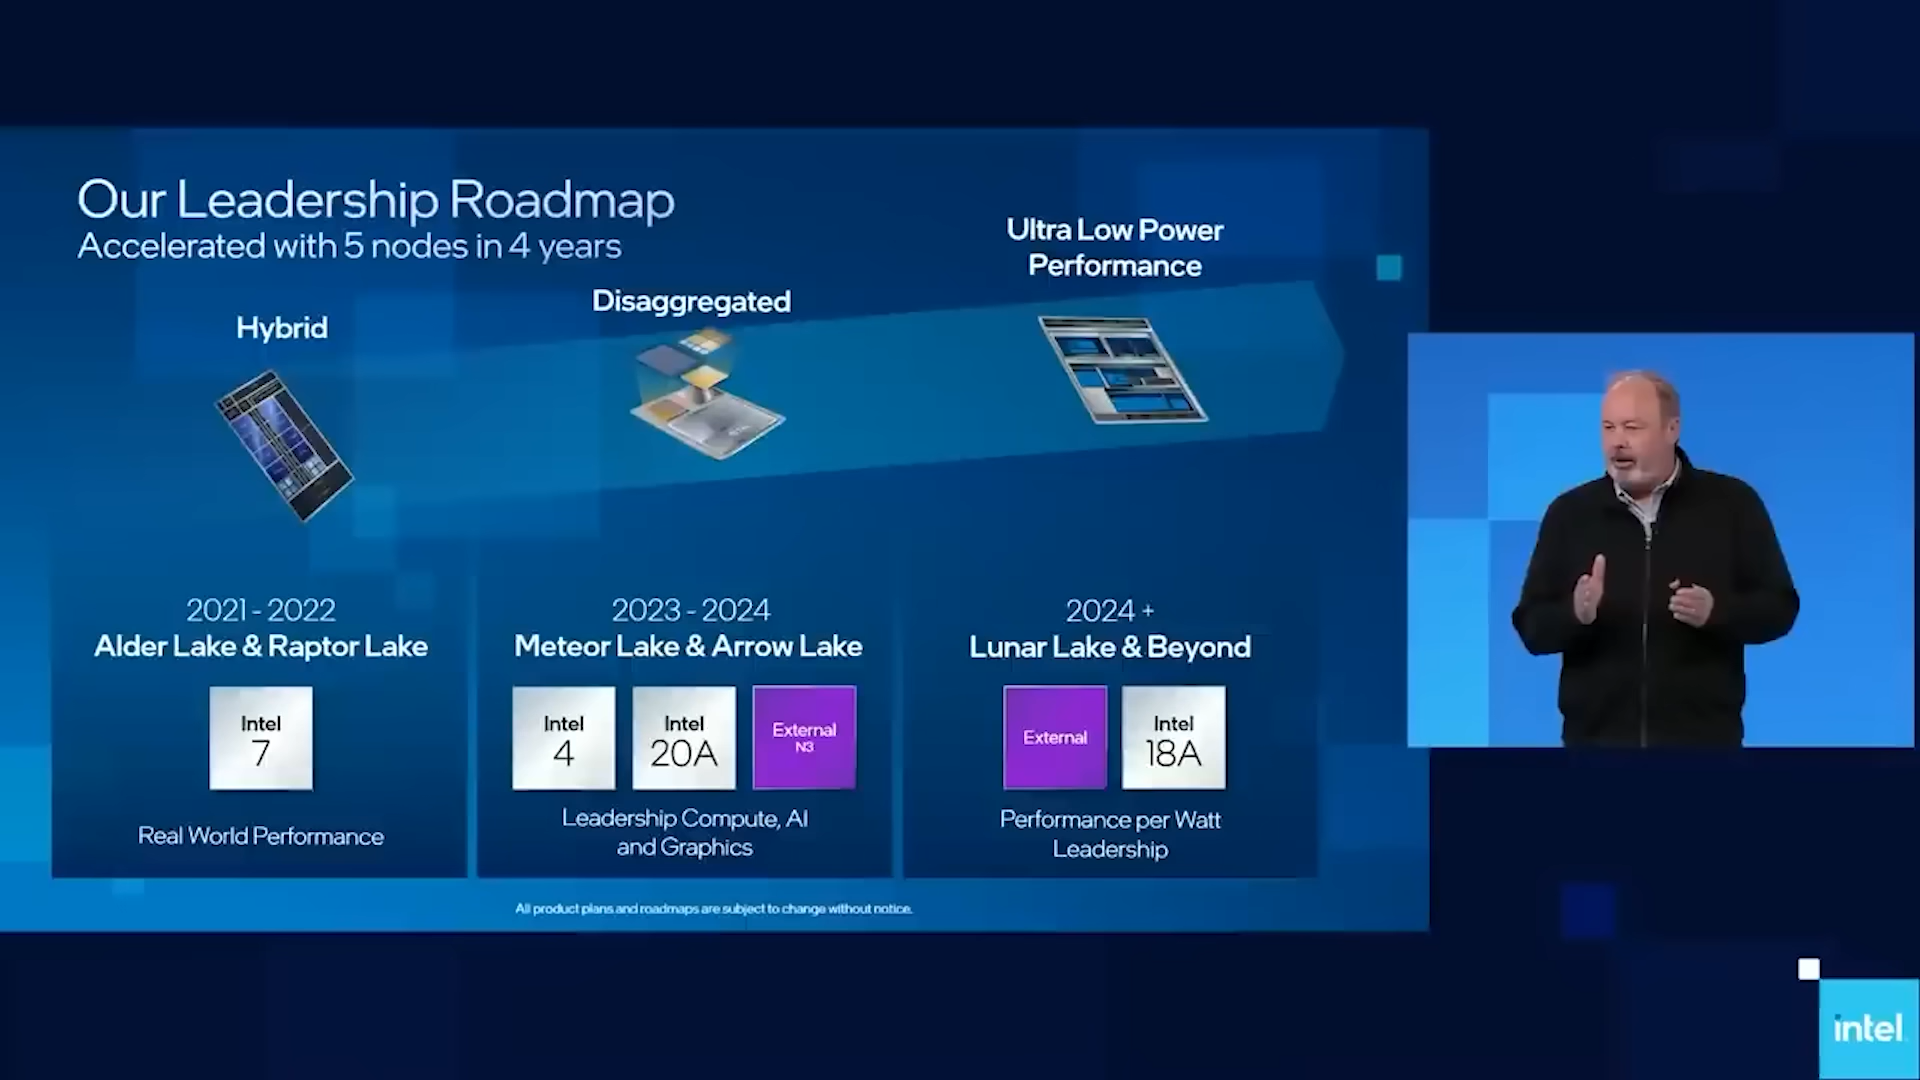 Our Leadership Roadmap
Accelerated with 5 nodes in 4 years
Hybrid
Disaggregated
Ultra Low Power
Performance
2021 - 2022
Alder Lake & Raptor Lake
Intel
7
Real World Performance
2023 - 2024
Meteor Lake & Arrow Lake
Intel
4
Intel
20A
External
N3
Leadership Compute, AI
and Graphics
2024 +
Lunar Lake & Beyond
External
Intel
18A
Performance per Watt
Leadership
All product plans and roadmaps are subject to change without notice.
intel.